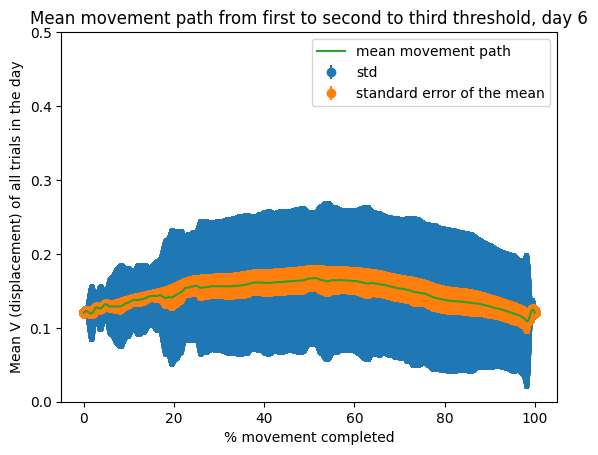 Mean movement path from first to second to third threshold, day 6
Mean V (displacement) of all trials in the day
0.5
0.4
0.3
0.2
0.1
0.0
mean movement path
std
standard error of the mean
0 20 40 60 80 100
% movement completed